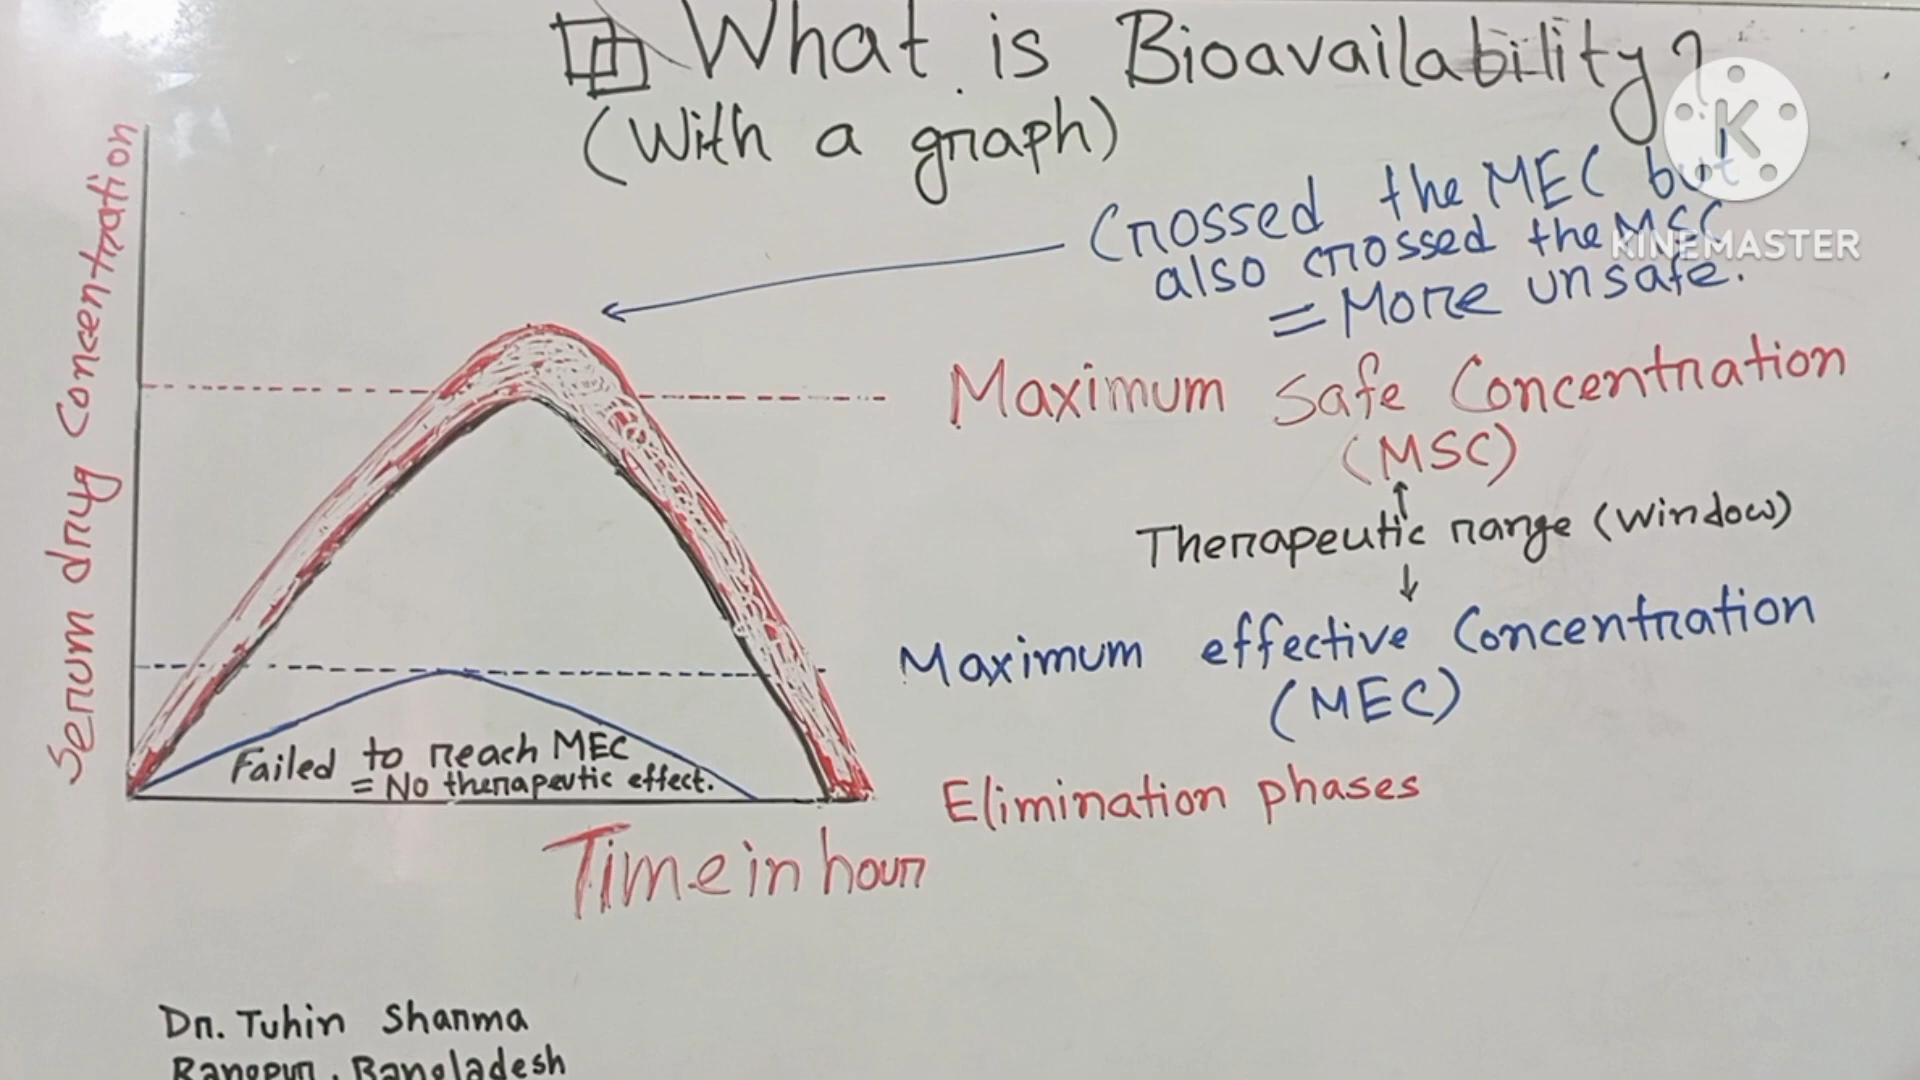 What is Bioavailability?
(With a graph)
K
KINEMASTER
Crossed the MEC but
also crossed the MSC
= More unsafe.
Serum drug Concentration
Maximum Safe Concentration
(MSC)
Therapeutic range (Window)
Maximum effective Concentration
(MEC)
Failed to reach MEC
= No therapeutic effect.
Elimination phases
Time in hour
Dr. Tuhin Sharma
Rangpur, Bangladesh